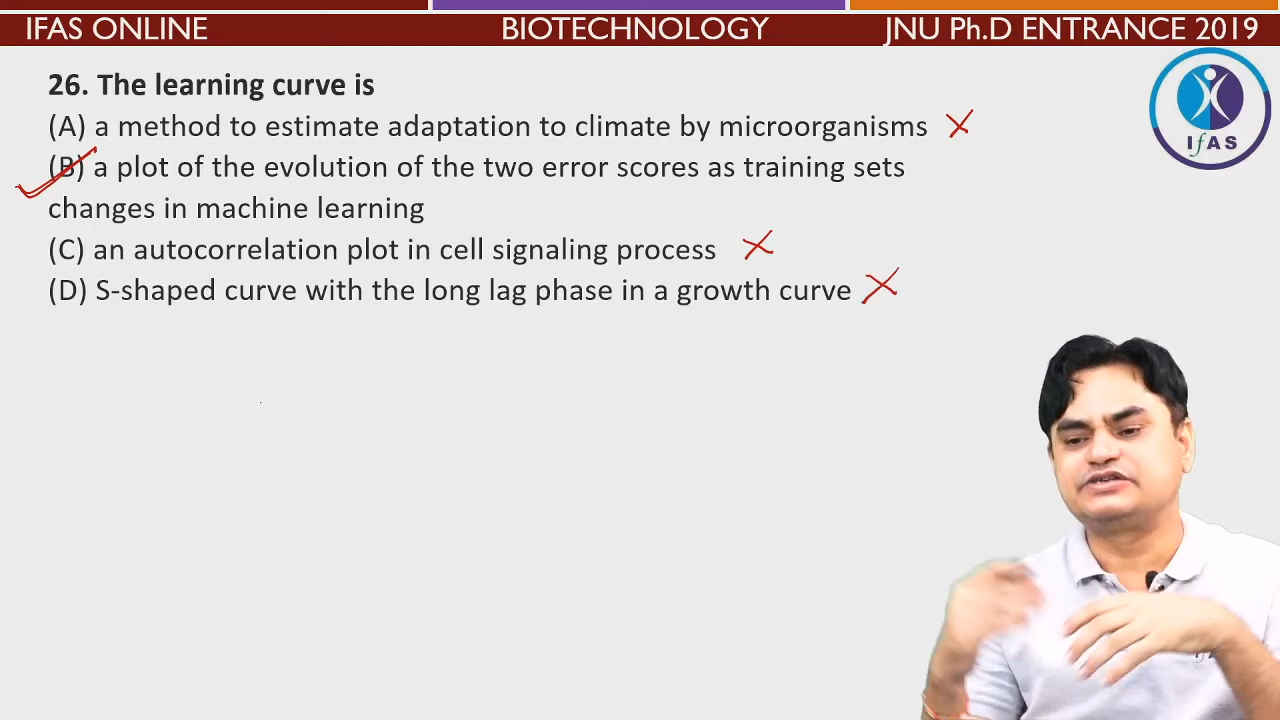 IFAS ONLINE BIOTECHNOLOGY JNU Ph.D ENTRANCE 2019
26. The learning curve is
(A) a method to estimate adaptation to climate by microorganisms
(B) a plot of the evolution of the two error scores as training sets
changes in machine learning
(C) an autocorrelation plot in cell signaling process
(D) S-shaped curve with the long lag phase in a growth curve
IfAS